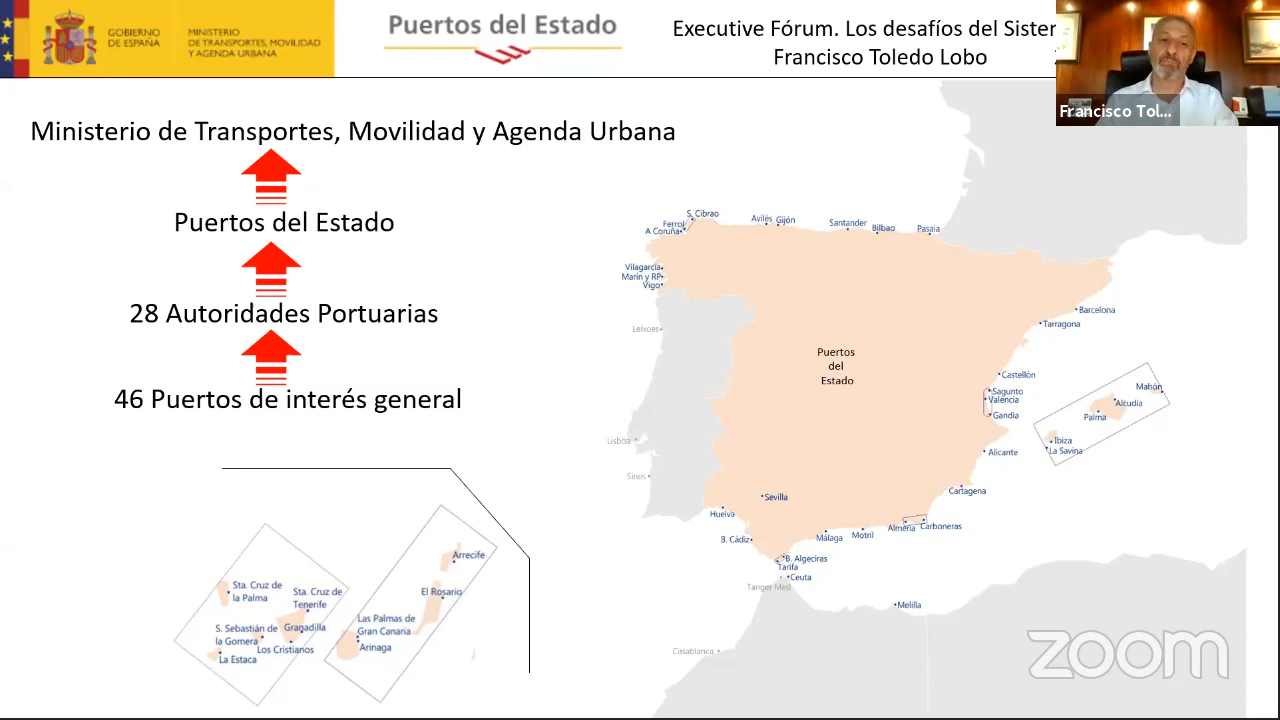 GOBIERNO
DE ESPAÑA
MINISTERIO
DE TRANSPORTES, MOVILIDAD
Y AGENDA URBANA
Puertos del Estado
Executive Fórum. Los desafíos del Sister
Francisco Toledo Lobo
Francisco Tol...
Ministerio de Transportes, Movilidad y Agenda Urbana
Puertos del Estado
28 Autoridades Portuarias
46 Puertos de interés general
S. Cibrao
Ferrol
A Coruña
Avilés
Gijón
Santander
Bilbao
Pasaia
Vilagarcía
Marín y RP
Vigo
Leixoes
Barcelona
Tarragona
Puertos
del
Estado
Castellón
Sagunto
Valencia
Gandía
Mahón
Alcudia
Palma
Ibiza
La Savina
Lisboa
Alicante
Sines
Cartagena
Sevilla
Huelva
Almería
Carboneras
Málaga
Motril
B. Cádiz
B. Algeciras
Tarifa
Ceuta
Tanger Med
Melilla
Casablanca
Arrecife
El Rosario
Sta. Cruz de
la Palma
Sta. Cruz de
Tenerife
Las Palmas de
Gran Canaria
Arinaga
S. Sebastián de
la Gomera
Granadilla
Los Cristianos
La Estaca
zoom